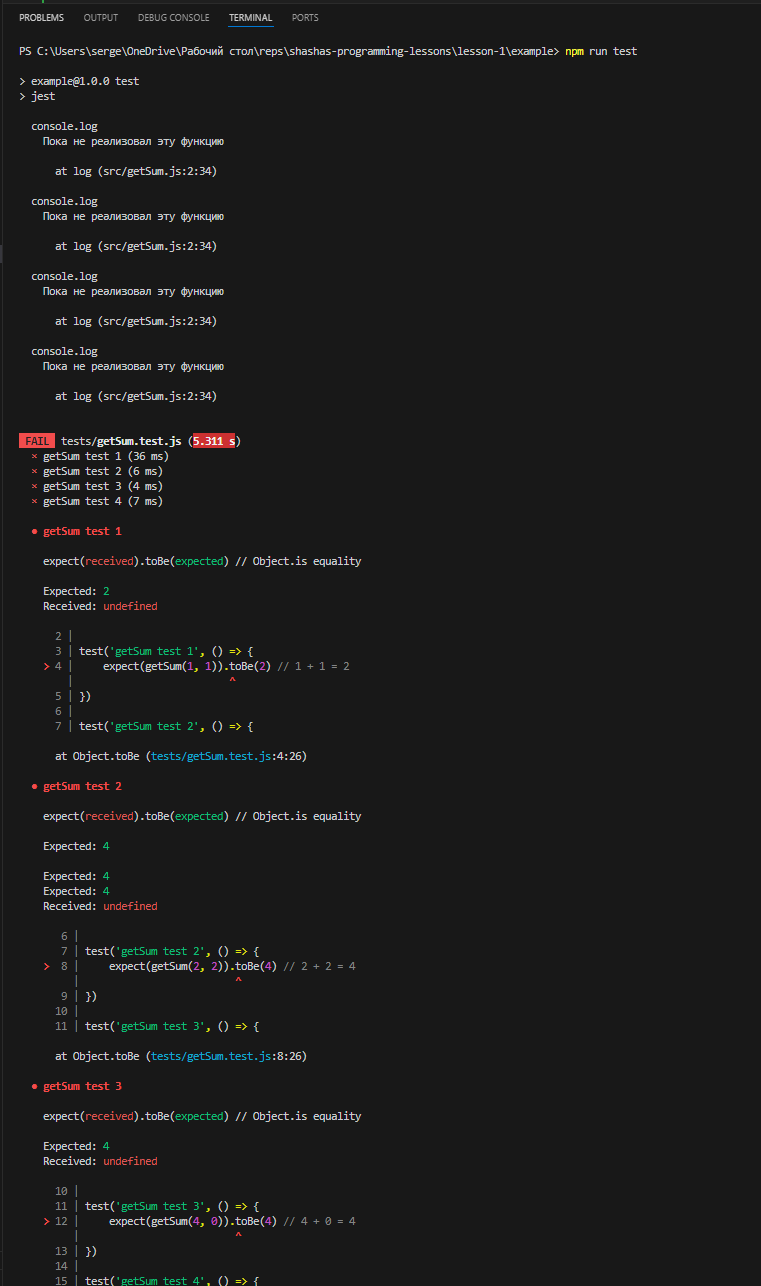 PROBLEMS OUTPUT DEBUG CONSOLE TERMINAL PORTS
PS C:\Users\serge\OneDrive\Рабочий стол\reps\shashas-programming-lessons\lesson-1\example> npm run test
> example@1.0.0 test
> jest
console.log
Пока не реализовал эту функцию
at log (src/getSum.js:2:34)
console.log
Пока не реализовал эту функцию
at log (src/getSum.js:2:34)
console.log
Пока не реализовал эту функцию
at log (src/getSum.js:2:34)
console.log
Пока не реализовал эту функцию
at log (src/getSum.js:2:34)
FAIL tests/getSum.test.js (5.311 s)
× getSum test 1 (36 ms)
× getSum test 2 (6 ms)
× getSum test 3 (4 ms)
× getSum test 4 (7 ms)
● getSum test 1
expect(received).toBe(expected) // Object.is equality
Expected: 2
Received: undefined
2 |
3 | test('getSum test 1', () => {
> 4 | expect(getSum(1, 1)).toBe(2) // 1 + 1 = 2
| ^
5 | })
6 |
7 | test('getSum test 2', () => {
at Object.toBe (tests/getSum.test.js:4:26)
● getSum test 2
expect(received).toBe(expected) // Object.is equality
Expected: 4
Expected: 4
Expected: 4
Received: undefined
6 |
7 | test('getSum test 2', () => {
> 8 | expect(getSum(2, 2)).toBe(4) // 2 + 2 = 4
| ^
9 | })
10 |
11 | test('getSum test 3', () => {
at Object.toBe (tests/getSum.test.js:8:26)
● getSum test 3
expect(received).toBe(expected) // Object.is equality
Expected: 4
Received: undefined
10 |
11 | test('getSum test 3', () => {
> 12 | expect(getSum(4, 0)).toBe(4) // 4 + 0 = 4
| ^
13 | })
14 |
15 | test('getSum test 4', () => {